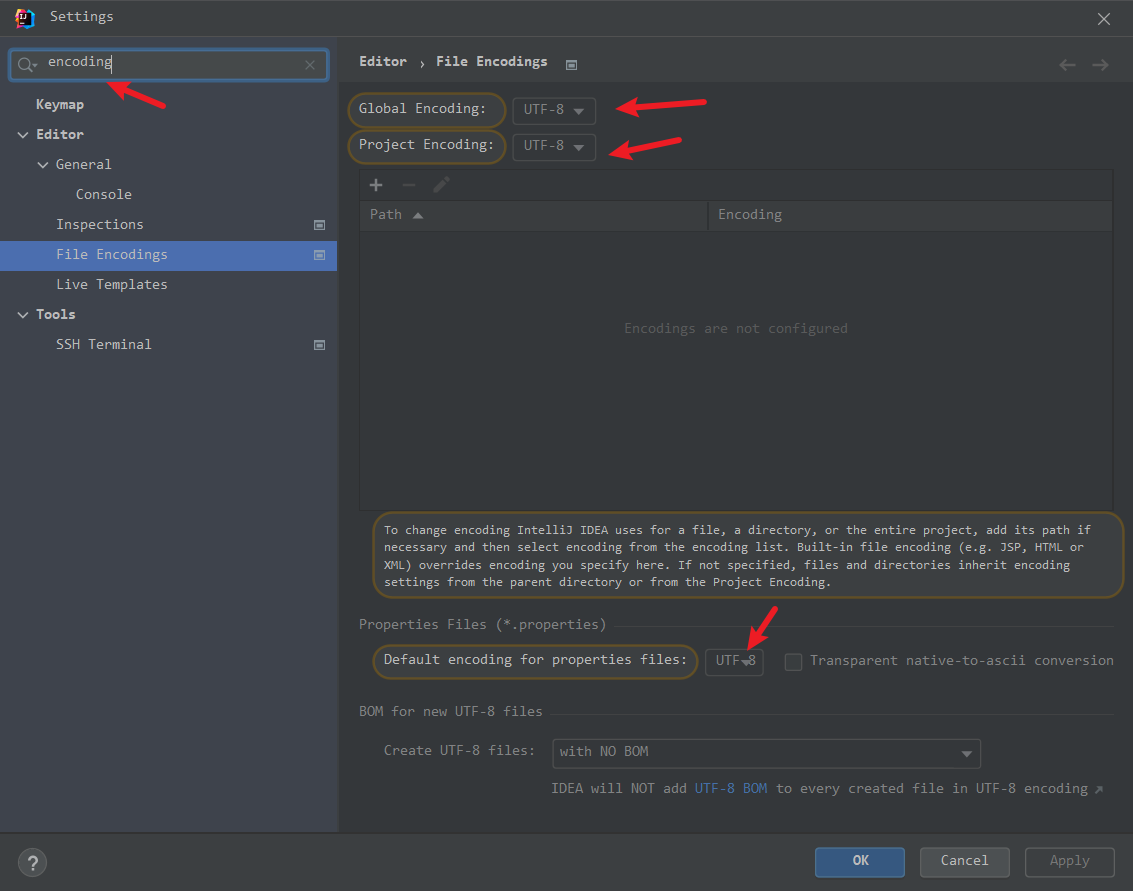 Settings
encoding
Keymap
Editor
General
Console
Inspections
File Encodings
Live Templates
Tools
SSH Terminal
Editor › File Encodings
Global Encoding: UTF-8
Project Encoding: UTF-8
Path Encoding
Encodings are not configured
To change encoding IntelliJ IDEA uses for a file, a directory, or the entire project, add its path if
necessary and then select encoding from the encoding list. Built-in file encoding (e.g. JSP, HTML or
XML) overrides encoding you specify here. If not specified, files and directories inherit encoding
settings from the parent directory or from the Project Encoding.
Properties Files (*.properties)
Default encoding for properties files: UTF-8 Transparent native-to-ascii conversion
BOM for new UTF-8 files
Create UTF-8 files: with NO BOM
IDEA will NOT add UTF-8 BOM to every created file in UTF-8 encoding ↗
? OK Cancel Apply